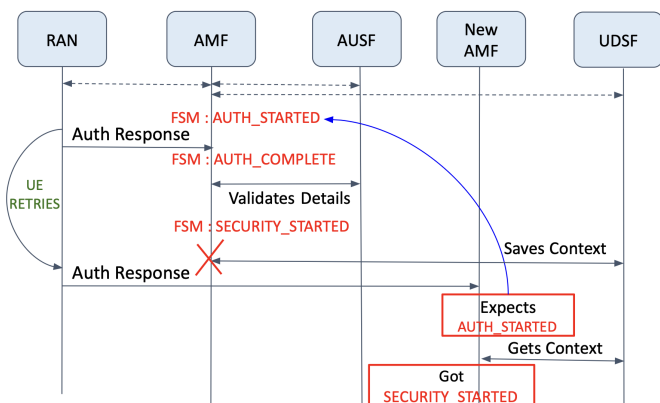 RAN
AMF
AUSF
New
AMF
UDSF
FSM : AUTH_STARTED
Auth Response
FSM : AUTH_COMPLETE
UE
RETRIES
Validates Details
FSM : SECURITY_STARTED
Saves Context
Auth Response
Expects
AUTH_STARTED
Gets Context
Got
SECURITY_STARTED